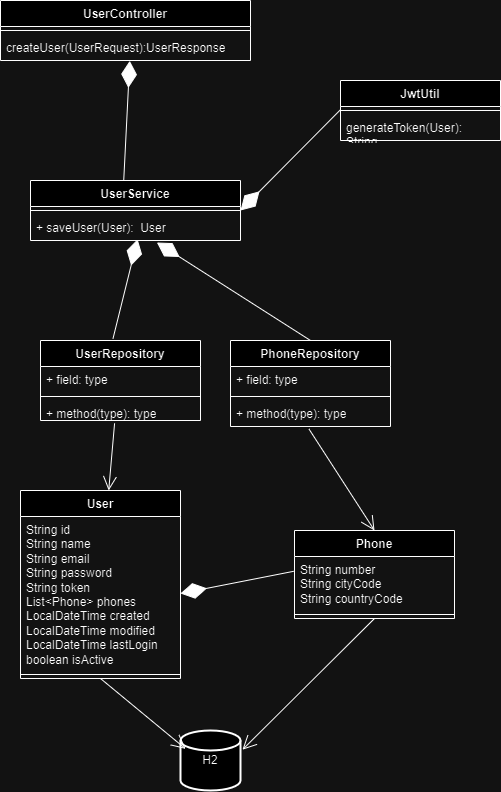 UserController
createUser(UserRequest):UserResponse
JwtUtil
generateToken(User):
String
UserService
+ saveUser(User): User
UserRepository
+ field: type
+ method(type): type
PhoneRepository
+ field: type
+ method(type): type
User
String id
String name
String email
String password
String token
List<Phone> phones
LocalDateTime created
LocalDateTime modified
LocalDateTime lastLogin
boolean isActive
Phone
String number
String cityCode
String countryCode
H2